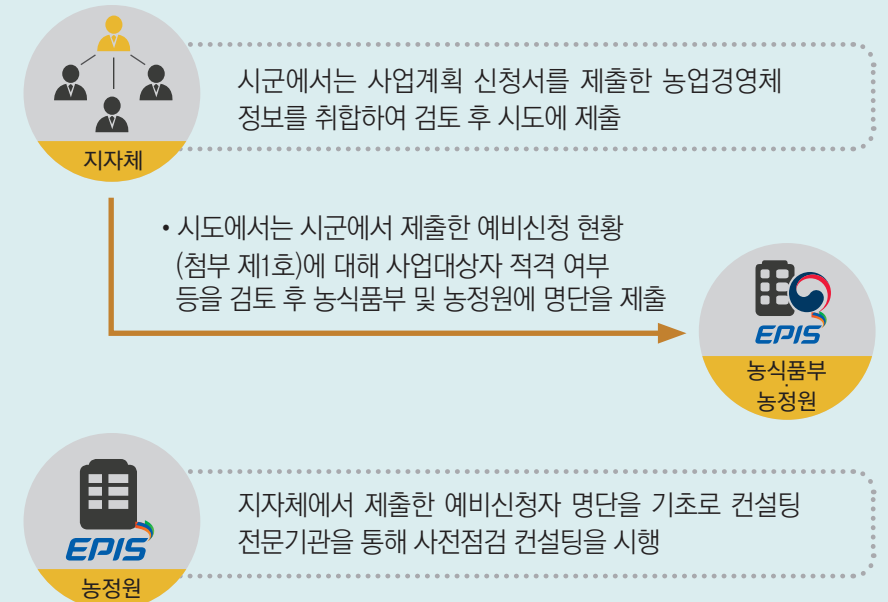 시군에서는 사업계획 신청서를 제출한 농업경영체
정보를 취합하여 검토 후 시도에 제출
지자체
• 시도에서는 시군에서 제출한 예비신청 현황
(첨부 제1호)에 대해 사업대상자 적격 여부
등을 검토 후 농식품부 및 농정원에 명단을 제출
EPIS
농식품부
·
농정원
지자체에서 제출한 예비신청자 명단을 기초로 컨설팅
전문기관을 통해 사전점검 컨설팅을 시행
EPIS
농정원